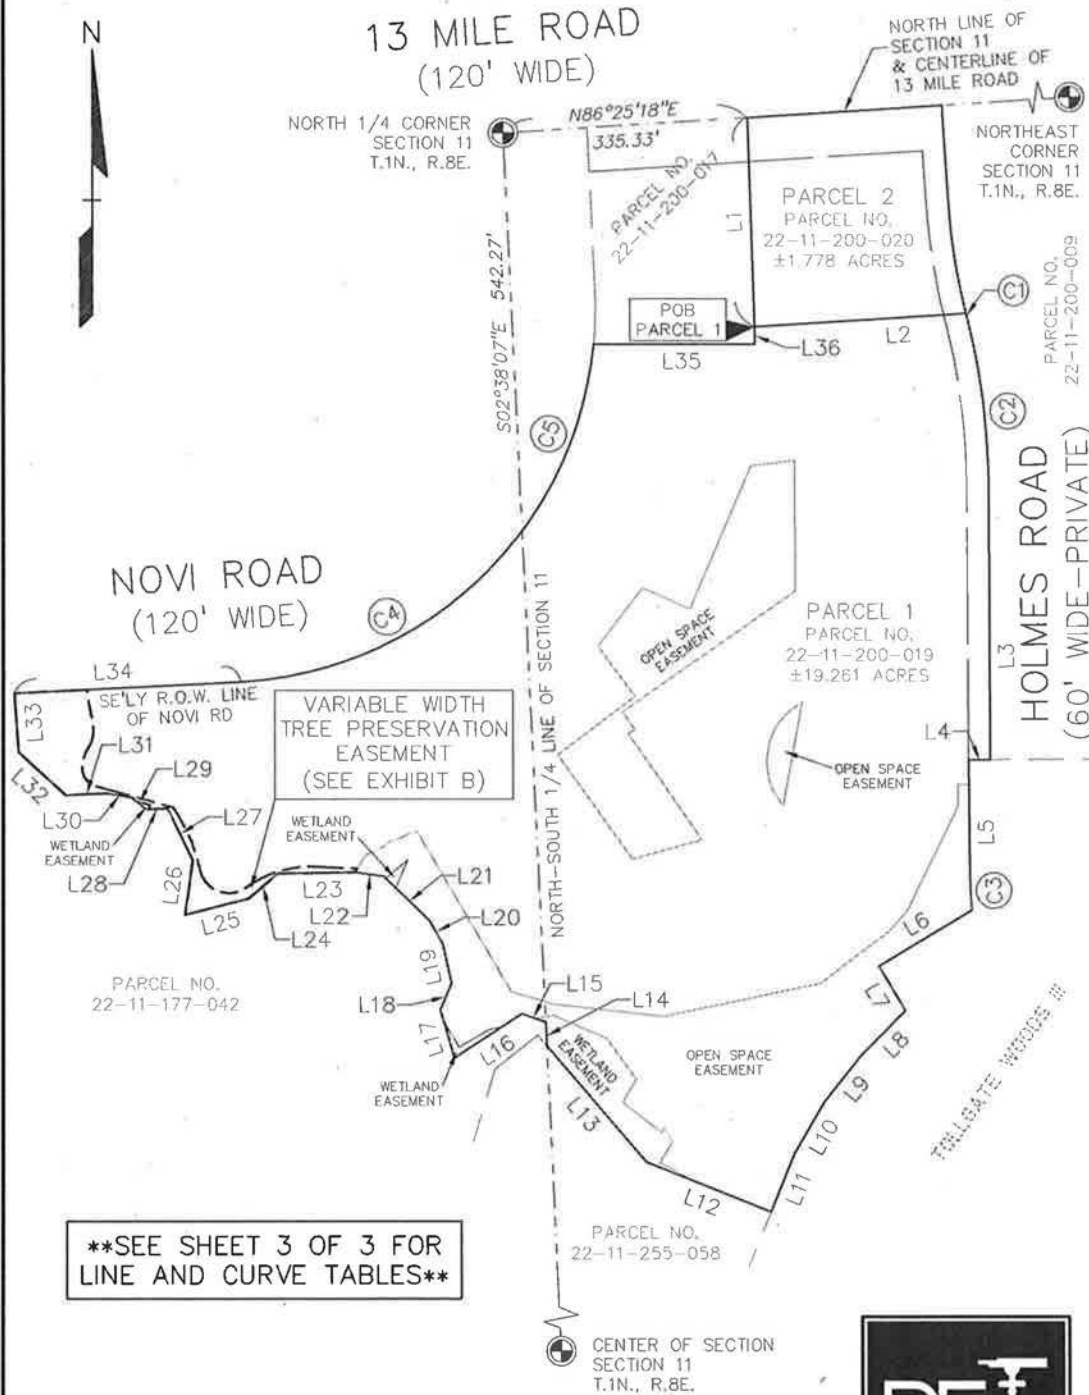 N
13 MILE ROAD
(120' WIDE)
NORTH LINE OF
SECTION 11
& CENTERLINE OF
13 MILE ROAD
NORTH 1/4 CORNER
SECTION 11
T.1N., R.8E.
N86°25'18"E
335.33'
NORTHEAST
CORNER
SECTION 11
T.1N., R.8E.
PARCEL NO.
22-11-200-017
L1
PARCEL 2
PARCEL NO.
22-11-200-020
±1.778 ACRES
S02°38'07"E 542.27'
POB
PARCEL 1
C1
PARCEL NO.
22-11-200-009
L35
L36
L2
C5
C2
HOLMES ROAD
(60' WIDE-PRIVATE)
NOVI ROAD
(120' WIDE)
C4
NORTH-SOUTH 1/4 LINE OF SECTION 11
OPEN SPACE
EASEMENT
PARCEL 1
PARCEL NO.
22-11-200-019
±19.261 ACRES
L3
L34
SE'LY R.O.W. LINE
OF NOVI RD
L33
VARIABLE WIDTH
TREE PRESERVATION
EASEMENT
(SEE EXHIBIT B)
L4
OPEN SPACE
EASEMENT
L31
L32
L29
L30
L27
WETLAND
EASEMENT
L28
WETLAND
EASEMENT
L5
L26
L23
L22
L21
L20
L25
L24
C3
L6
L19
L18
L17
L15
L14
L7
PARCEL NO.
22-11-177-042
L16
WETLAND
EASEMENT
WETLAND
EASEMENT
OPEN SPACE
EASEMENT
L8
L9
L13
L10
L11
L12
TOLLGATE WOODS III
PARCEL NO.
22-11-255-058
**SEE SHEET 3 OF 3 FOR
LINE AND CURVE TABLES**
CENTER OF SECTION
SECTION 11
T.1N., R.8E.